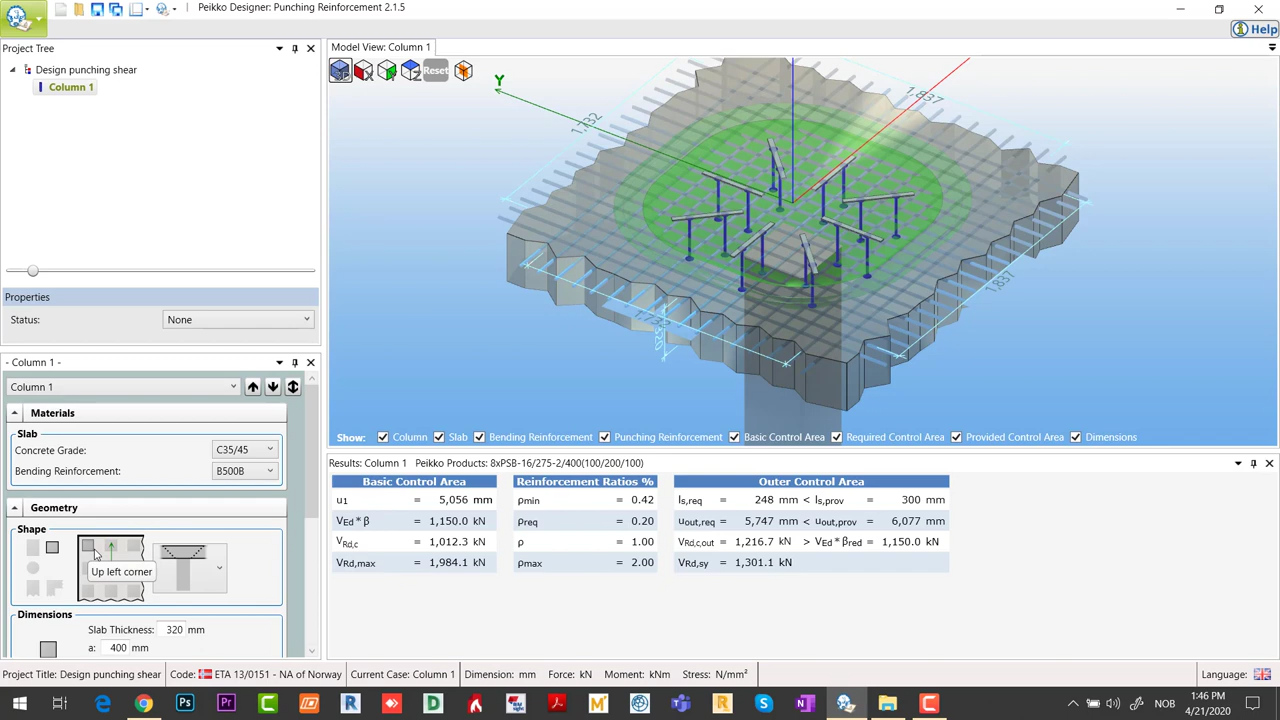 Peikko Designer: Punching Reinforcement 2.1.5
Help
Project Tree
Design punching shear
Column 1
Properties
Status: None
- Column 1 -
Column 1
Materials
Slab
Concrete Grade: C35/45
Bending Reinforcement: B500B
Geometry
Shape
Up left corner
Dimensions
Slab Thickness: 320 mm
a: 400 mm
Model View: Column 1
Reset
Y
1,732
1,837
1,837
1,732
320
Show: Column Slab Bending Reinforcement Punching Reinforcement Basic Control Area Required Control Area Provided Control Area Dimensions
Results: Column 1 Peikko Products: 8xPSB-16/275-2/400(100/200/100)
Basic Control Area Reinforcement Ratios % Outer Control Area
u1 = 5,056 mm ρmin = 0.42 ls,req = 248 mm < ls,prov = 300 mm
VEd*β = 1,150.0 kN ρreq = 0.20 uout,req = 5,747 mm < uout,prov = 6,077 mm
VRd,c = 1,012.3 kN ρ = 1.00 VRd,c,out = 1,216.7 kN > VEd*βred = 1,150.0 kN
VRd,max = 1,984.1 kN ρmax = 2.00 VRd,sy = 1,301.1 kN
Project Title: Design punching shear Code: ETA 13/0151 - NA of Norway Current Case: Column 1 Dimension: mm Force: kN Moment: kNm Stress: N/mm² Language:
NOB
1:46 PM
4/21/2020